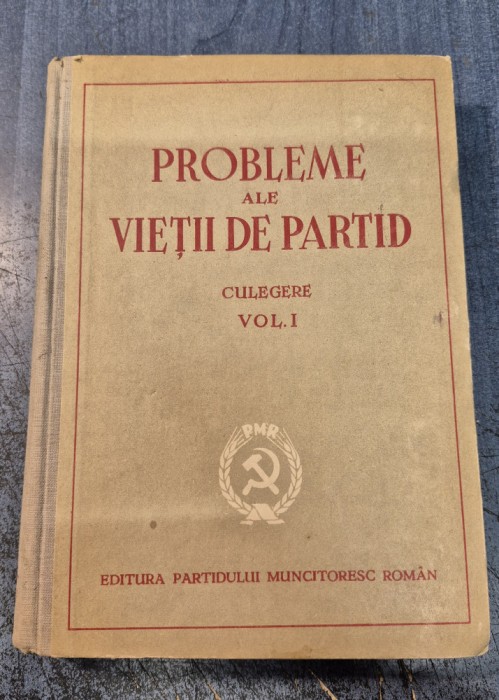 PROBLEME
ALE
VIEȚII DE PARTID
CULEGERE
VOL. I
PMR
EDITURA PARTIDULUI MUNCITORESC ROMÂN